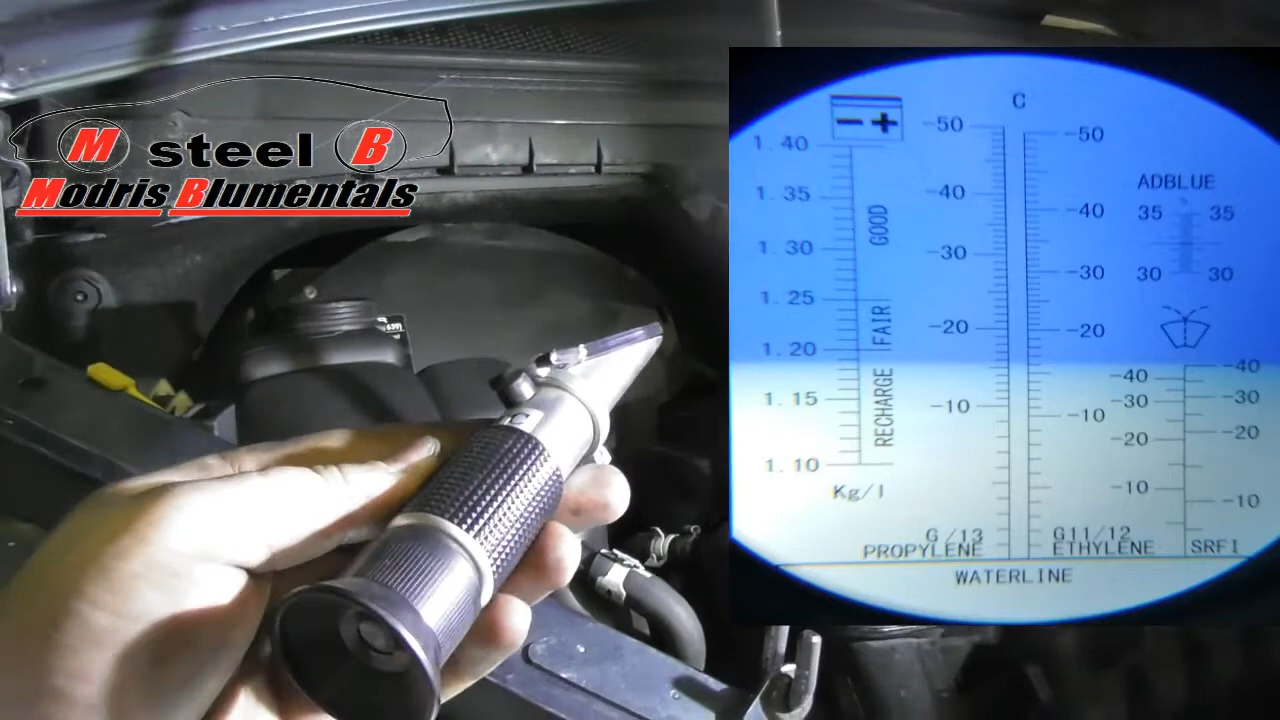 M steel B
Modris Blumentals
C
- +
-50 -50
1.40
ADBLUE
1.35 -40 -40 35 35
GOOD
1.30 -30 -30 30 30
1.25
FAIR
-20 -20
1.20
-40 -40
RECHARGE
1.15 -10 -10 -30 -30
-20 -20
1.10
-10 -10
Kg/l
G /13 G11/12
PROPYLENE ETHYLENE SRFI
WATERLINE